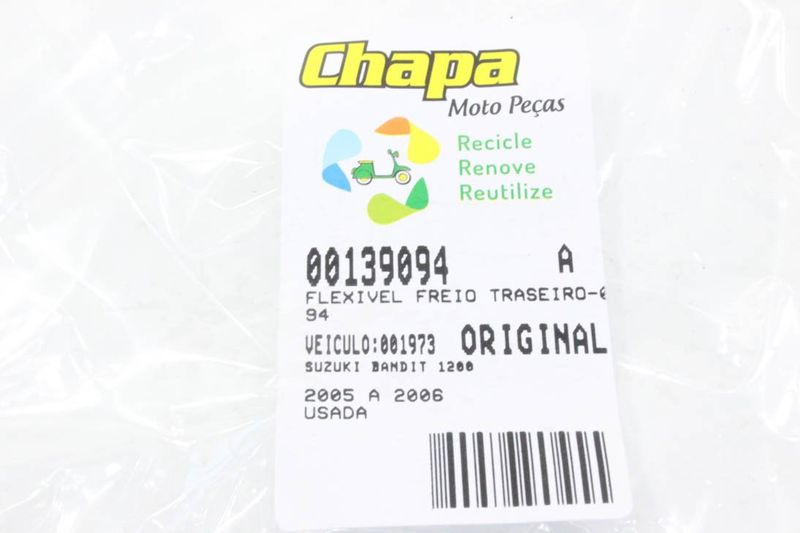 Chapa
Moto Peças
Recicle
Renove
Reutilize
00139094 A
FLEXIVEL FREIO TRASEIRO-
94
VEICULO:001973 ORIGINAL
SUZUKI BANDIT 1200
2005 A 2006
USADA